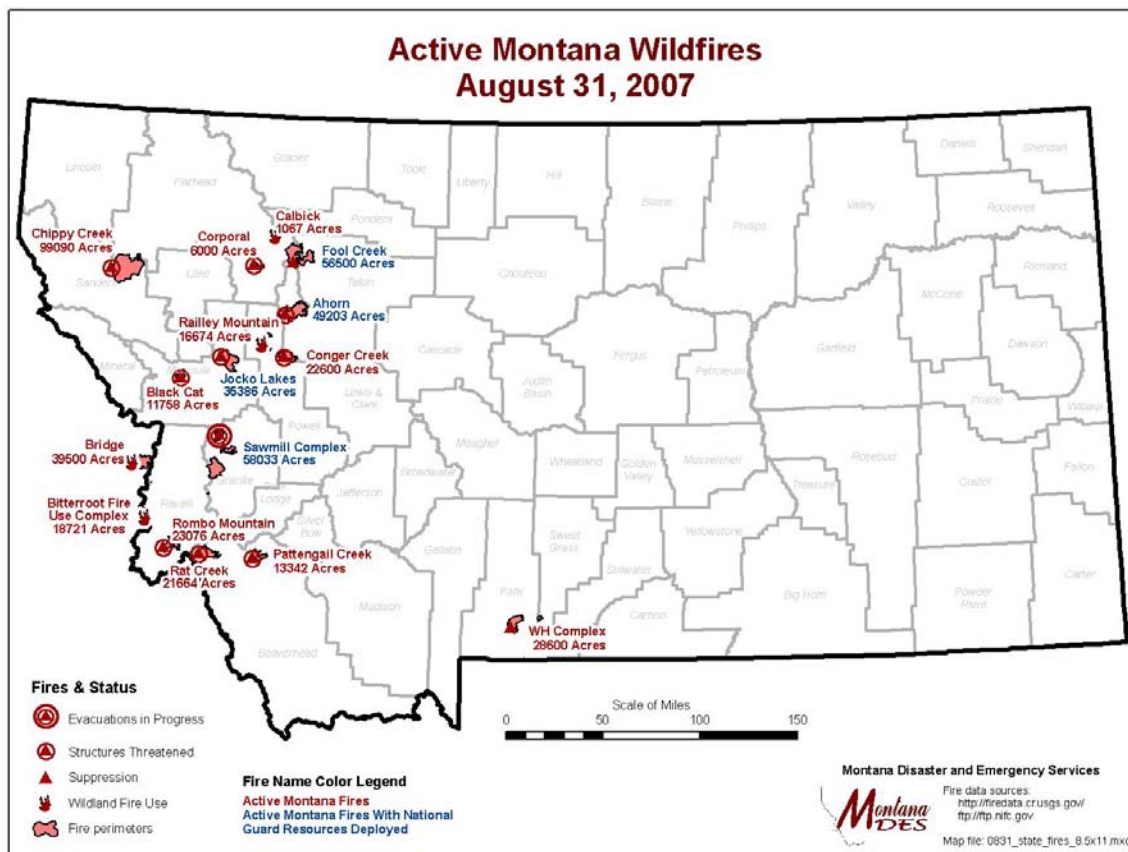 Active Montana Wildfires
August 31, 2007
Lincoln
Flathead
Glacier
Toole
Liberty
Hill
Blaine
Phillips
Valley
Daniels
Sheridan
Roosevelt
Pondera
Calbick
1067 Acres
Chippy Creek
99090 Acres
Corporal
6000 Acres
Fool Creek
56500 Acres
Sanders
Lake
Teton
Chouteau
Richland
McCone
Ahorn
49203 Acres
Railley Mountain
16674 Acres
Conger Creek
22600 Acres
Cascade
Fergus
Petroleum
Garfield
Dawson
Mineral
Missoula
Jocko Lakes
35386 Acres
Black Cat
11758 Acres
Lewis &
Clark
Judith
Basin
Prairie
Wibaux
Bridge
39500 Acres
Powell
Sawmill Complex
58033 Acres
Meagher
Wheatland
Golden
Valley
Musselshell
Rosebud
Treasure
Custer
Fallon
Granite
Lodge
Broadwater
Jefferson
Ravalli
Bitterroot Fire
Use Complex
18721 Acres
Silver
Bow
Rombo Mountain
23076 Acres
Rat Creek
21664 Acres
Pattengail Creek
13342 Acres
Gallatin
Sweet
Grass
Yellowstone
Stillwater
Park
Carbon
Big Horn
Powder
River
Carter
Madison
Beaverhead
WH Complex
28600 Acres
Fires & Status
Evacuations in Progress
Structures Threatened
Suppression
Wildland Fire Use
Fire perimeters
Fire Name Color Legend
Active Montana Fires
Active Montana Fires With National
Guard Resources Deployed
Scale of Miles
0 50 100 150
Montana Disaster and Emergency Services
Montana
DES
Fire data sources:
http://firedata.cr.usgs.gov/
ftp://ftp.nifc.gov
Map file: 0831_state_fires_8.5x11.mxd